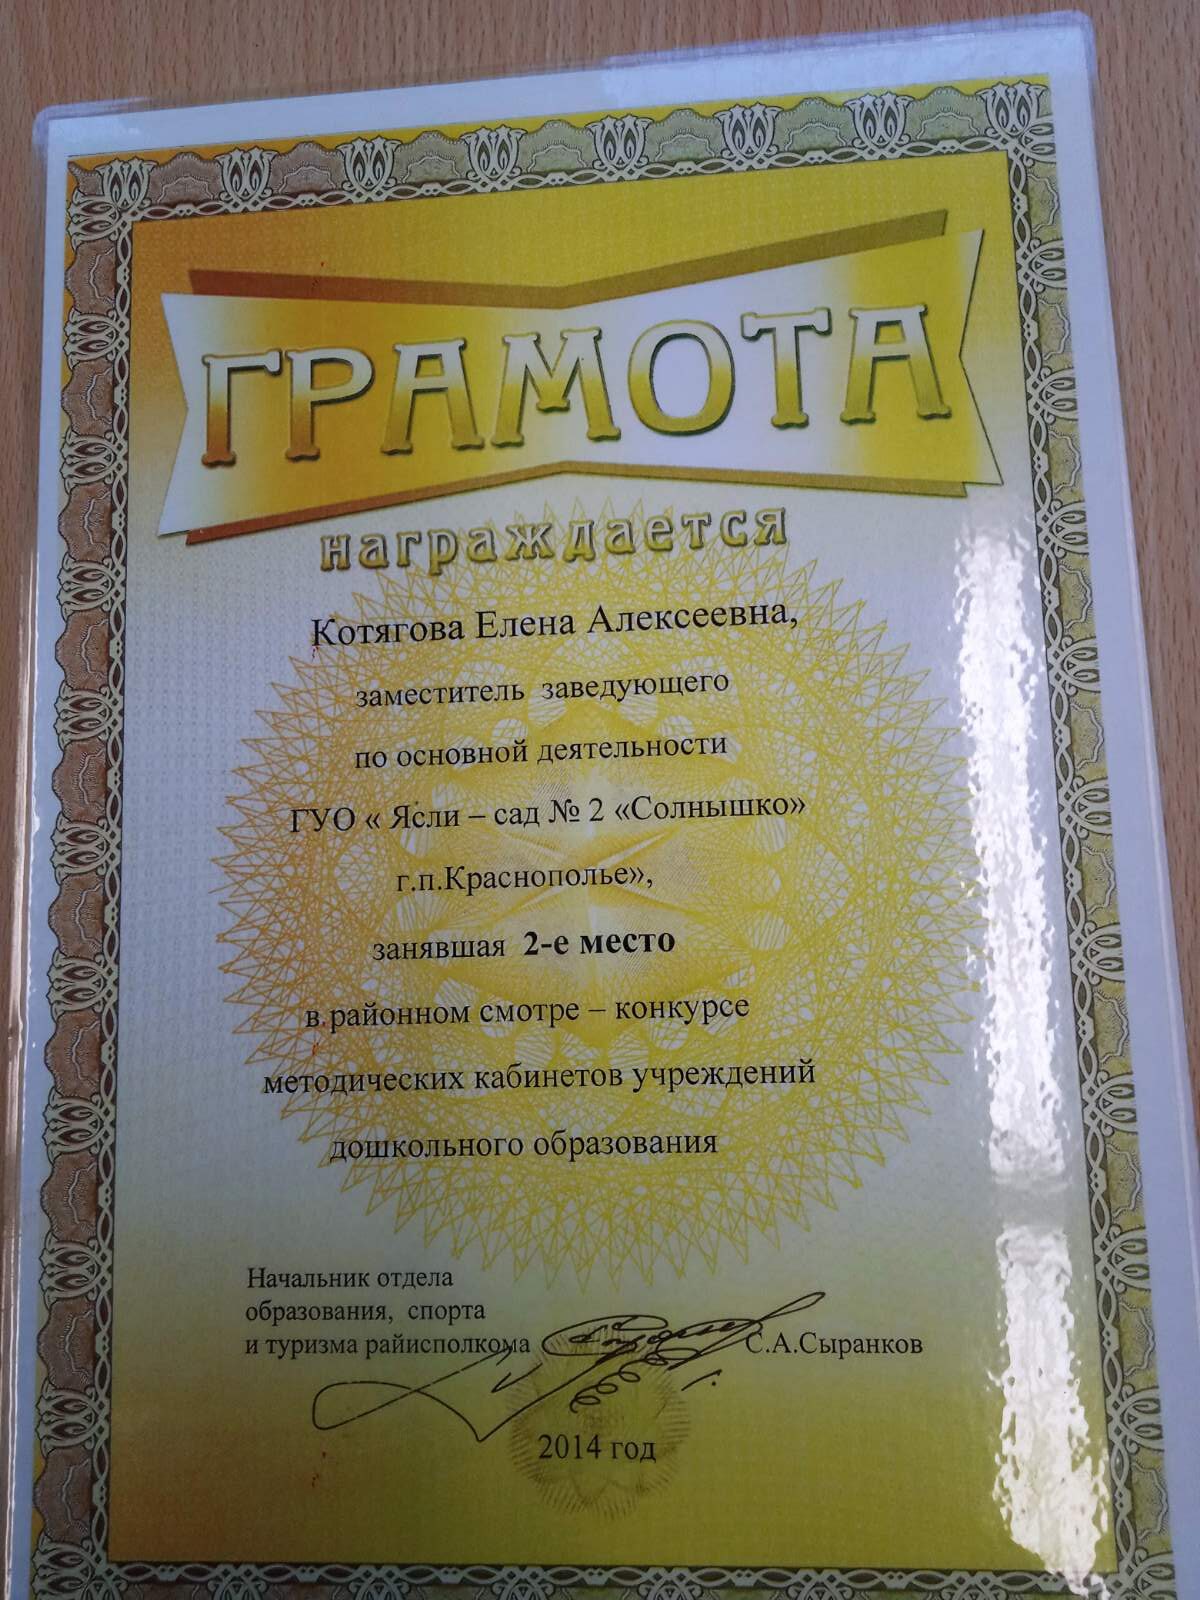 ГРАМОТА
награждается
Котягова Елена Алексеевна,
заместитель заведующего
по основной деятельности
ГУО « Ясли – сад № 2 «Солнышко»
г.п.Краснополье»,
занявшая 2-е место
в районном смотре – конкурсе
методических кабинетов учреждений
дошкольного образования
Начальник отдела
образования, спорта
и туризма райисполкома С.А.Сыранков
2014 год